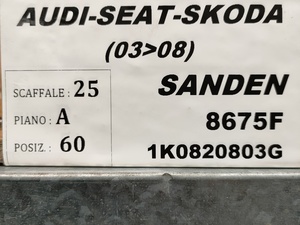 AUDI-SEAT-SKODA
(03>08)
SCAFFALE : 25
PIANO : A
POSIZ. : 60
SANDEN
8675F
1K0820803G